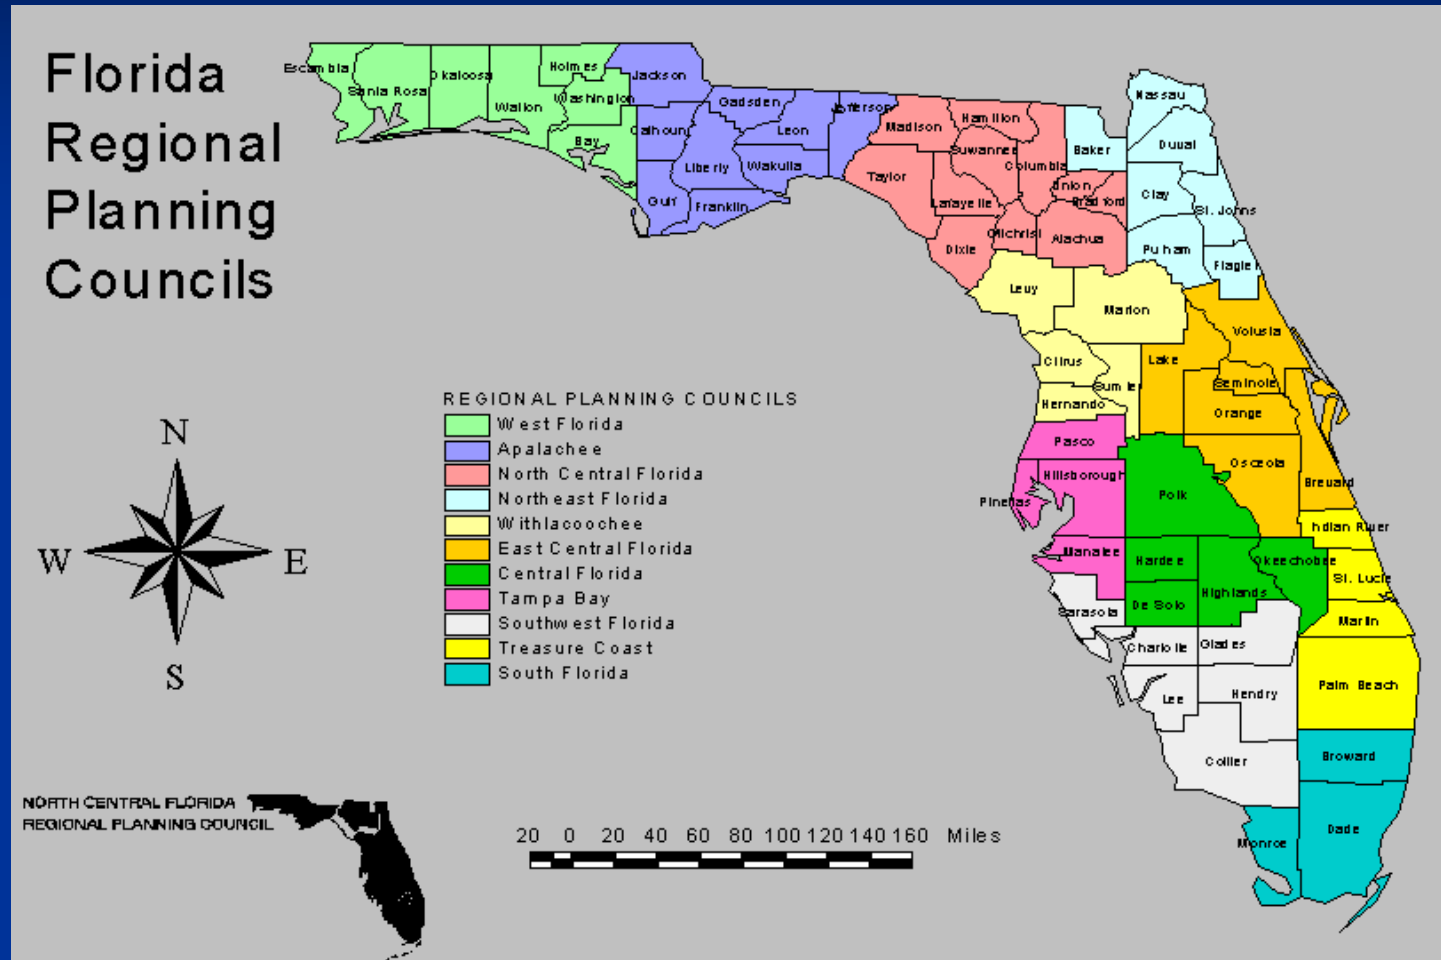 Florida
Regional
Planning
Councils
Escambia
Santa Rosa
Okaloosa
Walton
Holmes
Washington
Bay
Jackson
Calhoun
Gulf
Liberty
Gadsden
Franklin
Leon
Wakulla
Jefferson
Madison
Taylor
Hamilton
Suwannee
Lafayette
Dixie
Columbia
Gilchrist
Union
Bradford
Alachua
Baker
Nassau
Duval
Clay
St. Johns
Putnam
Flagler
Levy
Marion
Citrus
Sumter
Hernando
Lake
Volusia
Seminole
Orange
Osceola
Brevard
Pasco
Hillsborough
Pinellas
Manatee
Polk
Hardee
De Soto
Highlands
Okeechobee
Indian River
St. Lucie
Martin
Palm Beach
Sarasota
Charlotte
Glades
Lee
Hendry
Collier
Broward
Dade
Monroe
REGIONAL PLANNING COUNCILS
West Florida
Apalachee
North Central Florida
Northeast Florida
Withlacoochee
East Central Florida
Central Florida
Tampa Bay
Southwest Florida
Treasure Coast
South Florida
N
W
E
S
NORTH CENTRAL FLORIDA
REGIONAL PLANNING COUNCIL
20 0 20 40 60 80 100 120 140 160 Miles